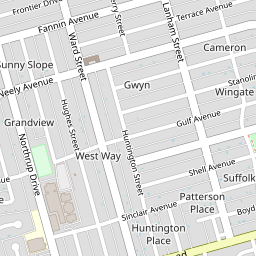 Frontier Drive
Terrace Avenue
Fannin Avenue
Lanham Street
Ward Street
Cameron
Sunny Slope
Neely Avenue
Gwyn
Wingate
Hughes Street
Gulf Avenue
Grandview
Huntington Street
West Way
Northrup Drive
Shell Avenue
Suffolk
Patterson
Place
Sinclair Avenue
Boyd
Huntington
Place